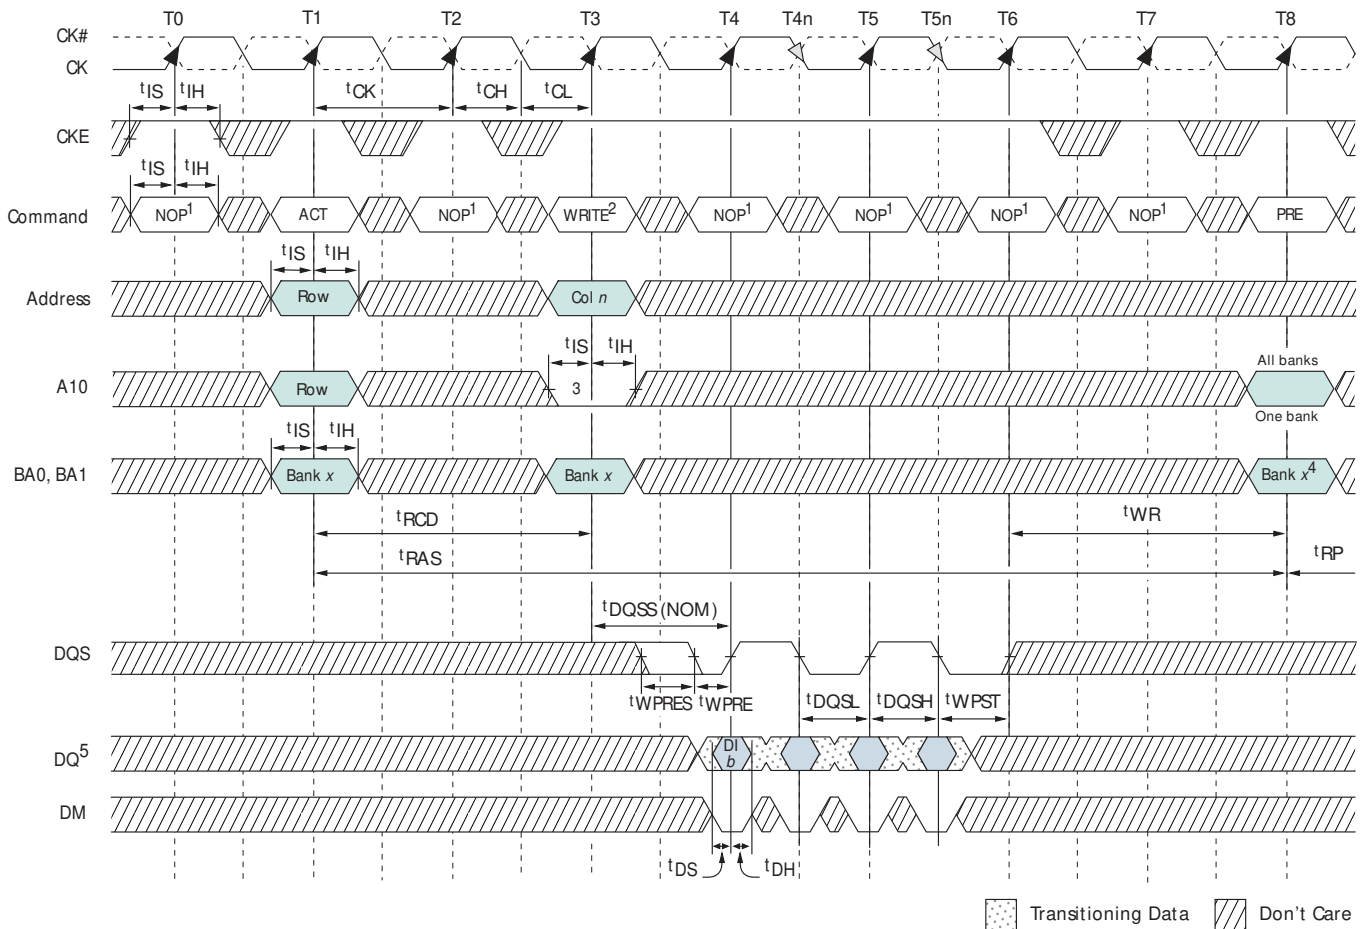 T0 T1 T2 T3 T4 T4n T5 T5n T6 T7 T8
CK#
CK
tIS tIH tCK tCH tCL
CKE
tIS tIH
Command NOP1 ACT NOP1 WRITE2 NOP1 NOP1 NOP1 NOP1 PRE
tIS tIH
Address Row Col n
tIS tIH All banks
A10 Row 3
One bank
tIS tIH
BA0, BA1 Bank x Bank x Bank x4
tRCD tWR
tRAS tRP
tDQSS (NOM)
DQS
tWPRES tWPRE tDQSL tDQSH tWPST
DQ5 DI
b
DM
tDS tDH
Transitioning Data Don't Care